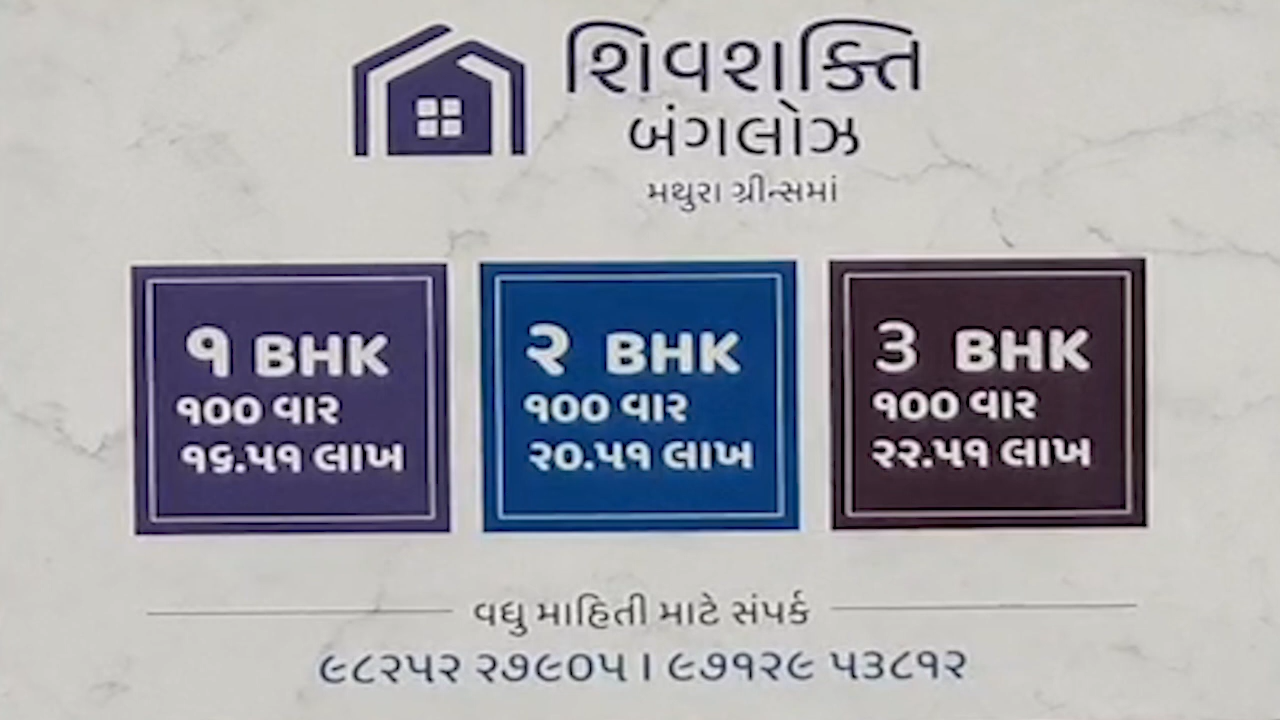 શિવશક્તિ
બંગલોઝ
મથુરા ગ્રીન્સમાં
૧ BHK
૧૦૦ વાર
૧૬.૫૧ લાખ
૨ BHK
૧૦૦ વાર
૨૦.૫૧ લાખ
૩ BHK
૧૦૦ વાર
૨૨.૫૧ લાખ
વધુ માહિતી માટે સંપર્ક
૯૮૨૫૨ ૨૭૯૦૫ । ૯૭૧૨૯ ૫૩૮૧૨